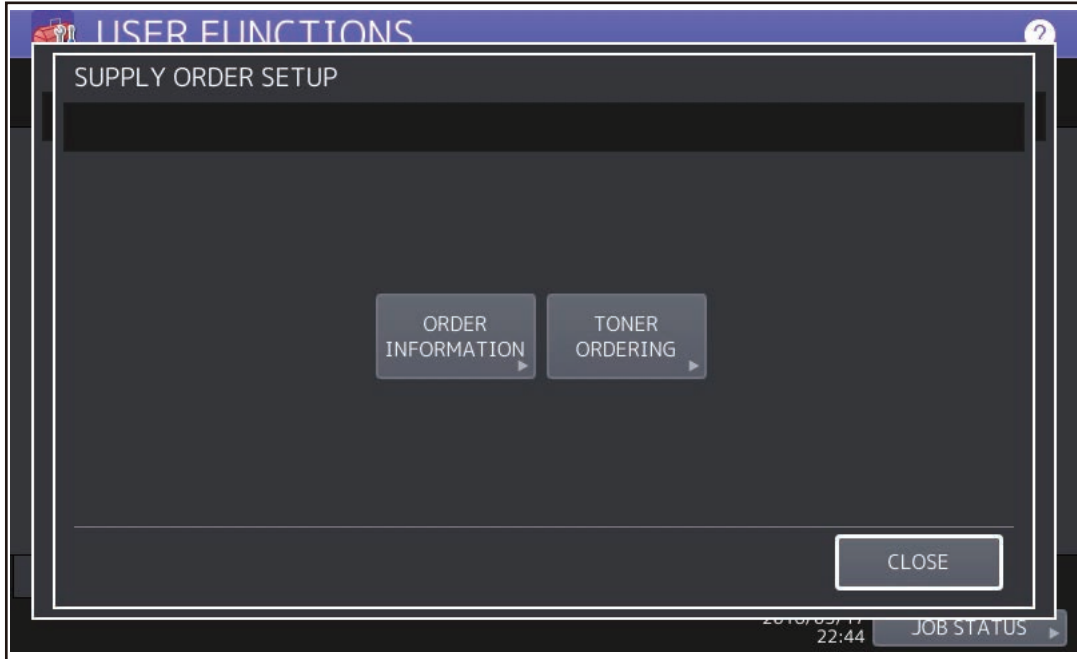 USER FUNCTIONS
?
SUPPLY ORDER SETUP
ORDER
INFORMATION
TONER
ORDERING
CLOSE
22:44
JOB STATUS